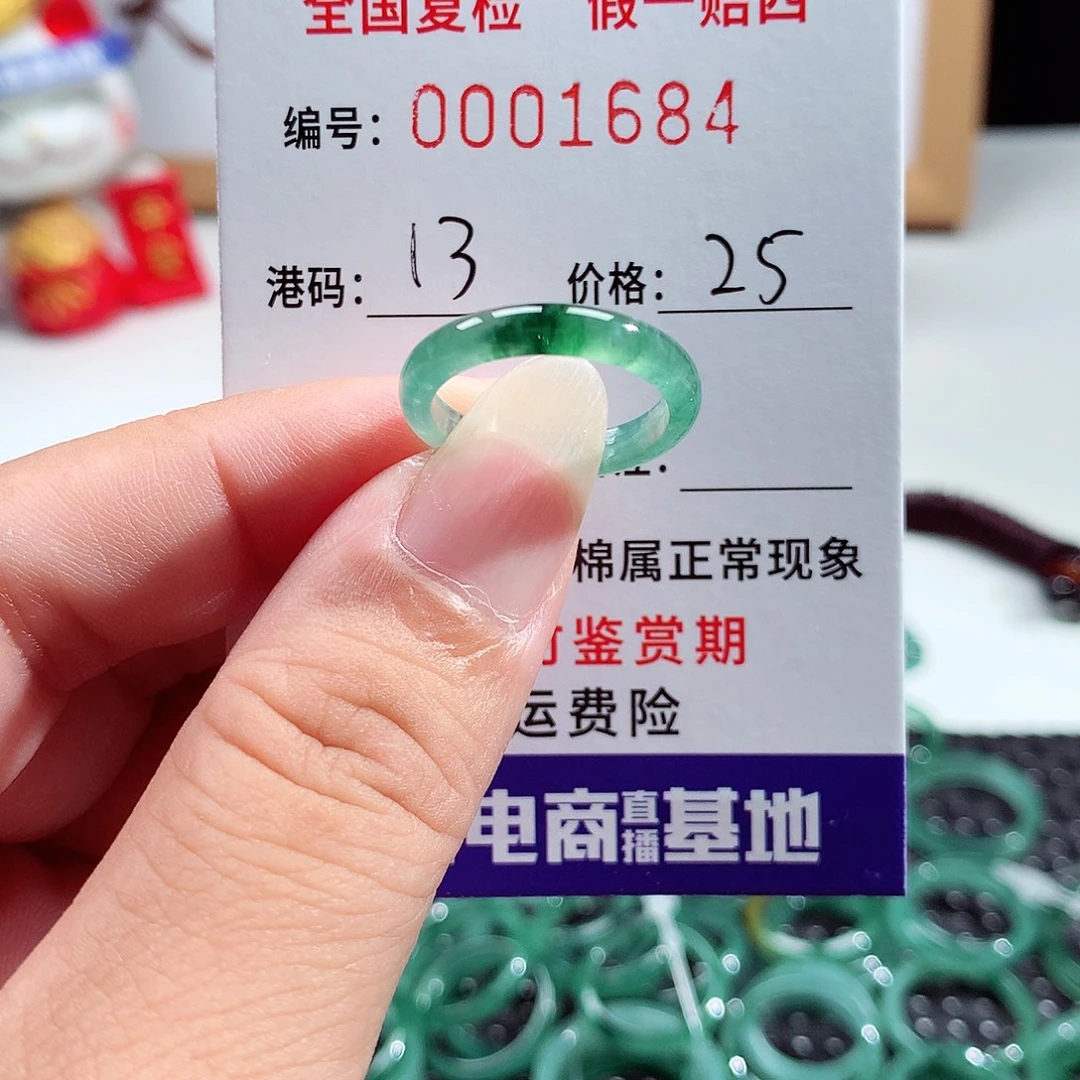 全国复检 假一赔四
编号：0001684
港码：13 价格：25
棉属正常现象
鉴赏期
运费险
电商直播基地